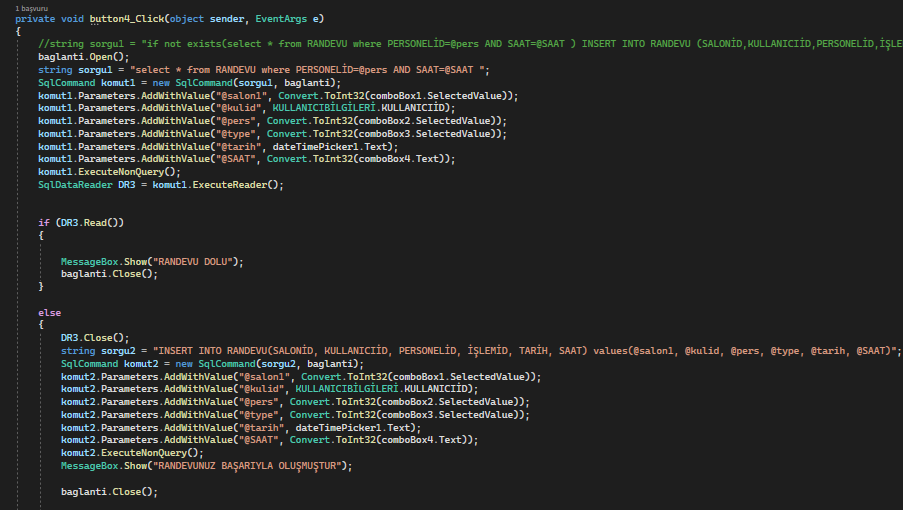 1 başvuru
private void button4_Click(object sender, EventArgs e)
{
//string sorgu1 = "if not exists(select * from RANDEVU where PERSONELİD=@pers AND SAAT=@SAAT ) INSERT INTO RANDEVU (SALONİD,KULLANICIİD,PERSONELİD,İŞLE
baglanti.Open();
string sorgu1 = "select * from RANDEVU where PERSONELİD=@pers AND SAAT=@SAAT ";
SqlCommand komut1 = new SqlCommand(sorgu1, baglanti);
komut1.Parameters.AddWithValue("@salon1", Convert.ToInt32(comboBox1.SelectedValue));
komut1.Parameters.AddWithValue("@kulid", KULLANICIBİLGİLERİ.KULLANICIİD);
komut1.Parameters.AddWithValue("@pers", Convert.ToInt32(comboBox2.SelectedValue));
komut1.Parameters.AddWithValue("@type", Convert.ToInt32(comboBox3.SelectedValue));
komut1.Parameters.AddWithValue("@tarih", dateTimePicker1.Text);
komut1.Parameters.AddWithValue("@SAAT", Convert.ToInt32(comboBox4.Text));
komut1.ExecuteNonQuery();
SqlDataReader DR3 = komut1.ExecuteReader();
if (DR3.Read())
{
MessageBox.Show("RANDEVU DOLU");
baglanti.Close();
}
else
{
DR3.Close();
string sorgu2 = "INSERT INTO RANDEVU(SALONİD, KULLANICIİD, PERSONELİD, İŞLEMİD, TARİH, SAAT) values(@salon1, @kulid, @pers, @type, @tarih, @SAAT)";
SqlCommand komut2 = new SqlCommand(sorgu2, baglanti);
komut2.Parameters.AddWithValue("@salon1", Convert.ToInt32(comboBox1.SelectedValue));
komut2.Parameters.AddWithValue("@kulid", KULLANICIBİLGİLERİ.KULLANICIİD);
komut2.Parameters.AddWithValue("@pers", Convert.ToInt32(comboBox2.SelectedValue));
komut2.Parameters.AddWithValue("@type", Convert.ToInt32(comboBox3.SelectedValue));
komut2.Parameters.AddWithValue("@tarih", dateTimePicker1.Text);
komut2.Parameters.AddWithValue("@SAAT", Convert.ToInt32(comboBox4.Text));
komut2.ExecuteNonQuery();
MessageBox.Show("RANDEVUNUZ BAŞARIYLA OLUŞMUŞTUR");
baglanti.Close();